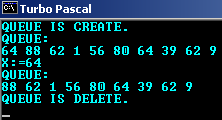 Turbo Pascal
QUEUE IS CREATE.
QUEUE:
64 88 62 1 56 80 64 39 62 9
X:=64
QUEUE:
88 62 1 56 80 64 39 62 9
QUEUE IS DELETE.